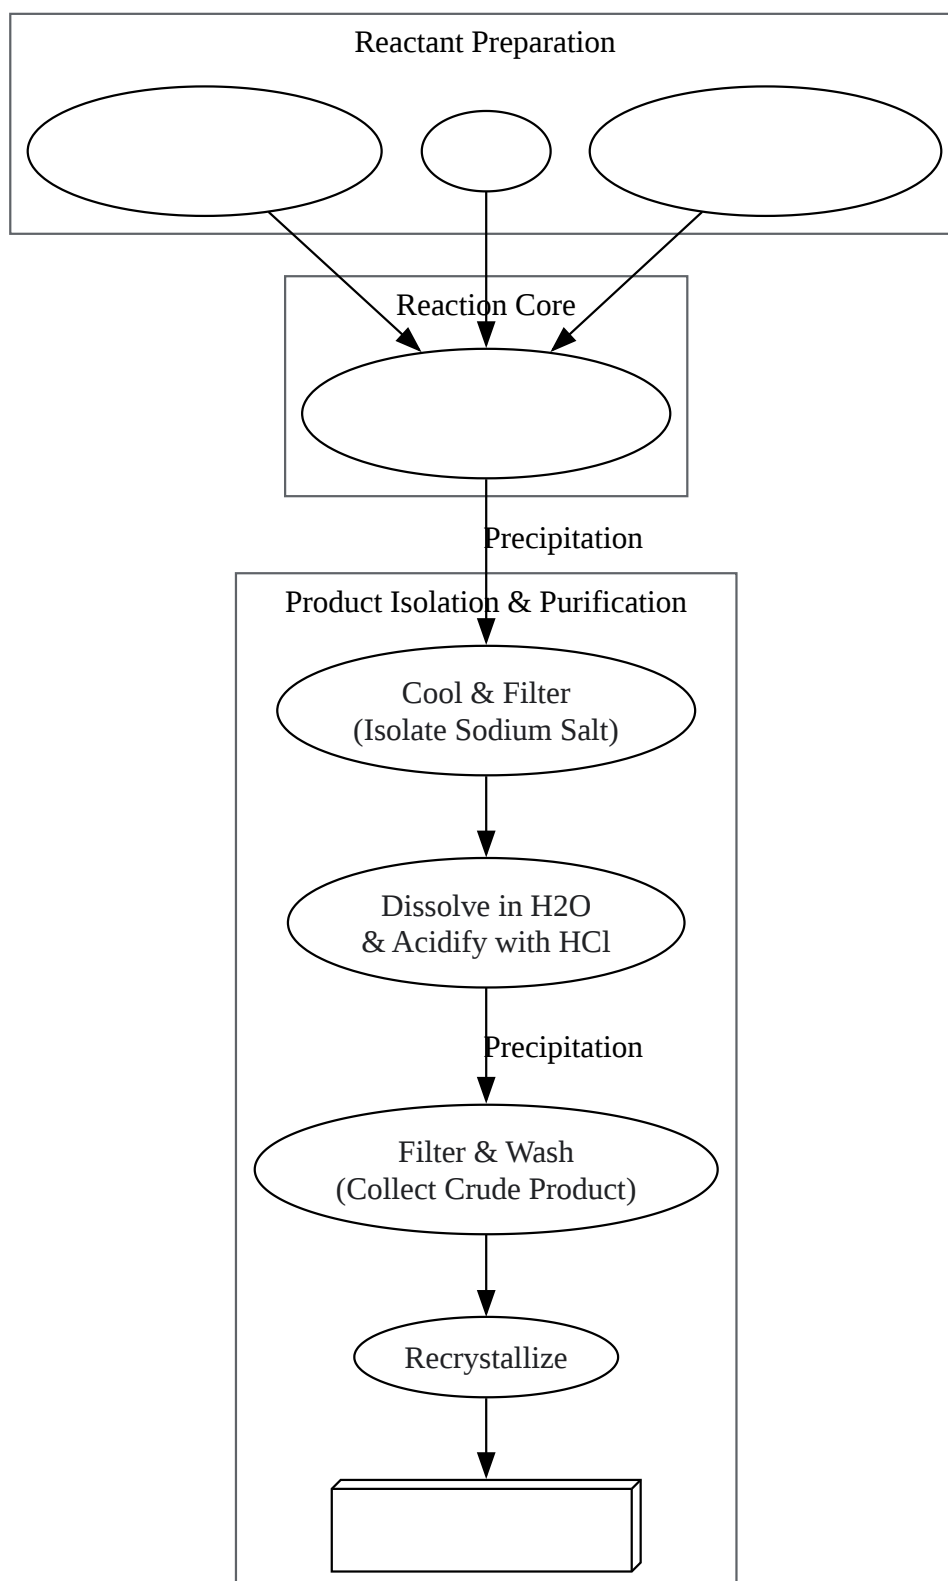 Reactant Preparation
Reaction Core
Precipitation
Product Isolation & Purification
Cool & Filter
(Isolate Sodium Salt)
Dissolve in H2O
& Acidify with HCl
Precipitation
Filter & Wash
(Collect Crude Product)
Recrystallize